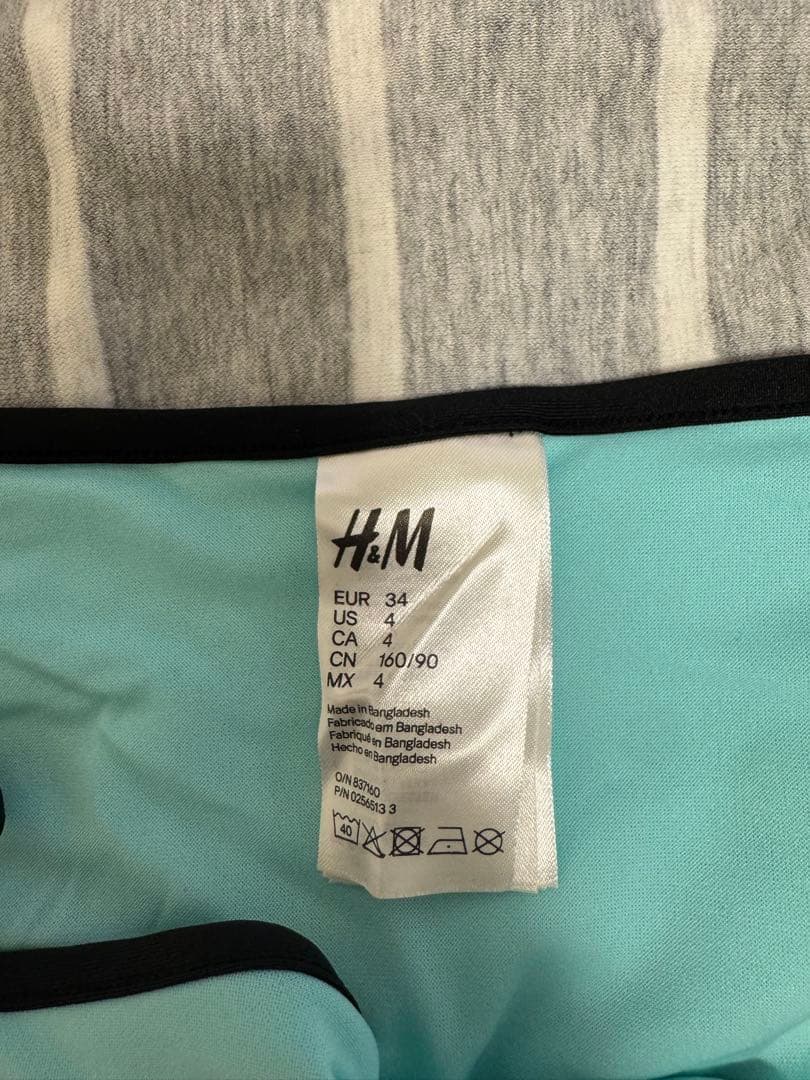 H&M
EUR 34
US 4
CA 4
CN 160/90
MX 4
Made in Bangladesh
Fabricado em Bangladesh
Fabriqué en Bangladesh
Hecho en Bangladesh
O/N 837160
P/N 0256513 3
40